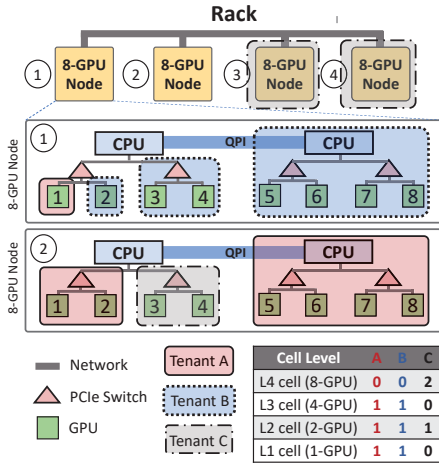 Rack
1 8-GPU Node 2 8-GPU Node 3 8-GPU Node 4 8-GPU Node
8-GPU Node
1 CPU QPI CPU
1 2 3 4 5 6 7 8
8-GPU Node
2 CPU QPI CPU
1 2 3 4 5 6 7 8
Network
PCIe Switch
GPU
Tenant A
Tenant B
Tenant C
Cell Level A B C
L4 cell (8-GPU) 0 0 2
L3 cell (4-GPU) 1 1 0
L2 cell (2-GPU) 1 1 1
L1 cell (1-GPU) 1 1 0